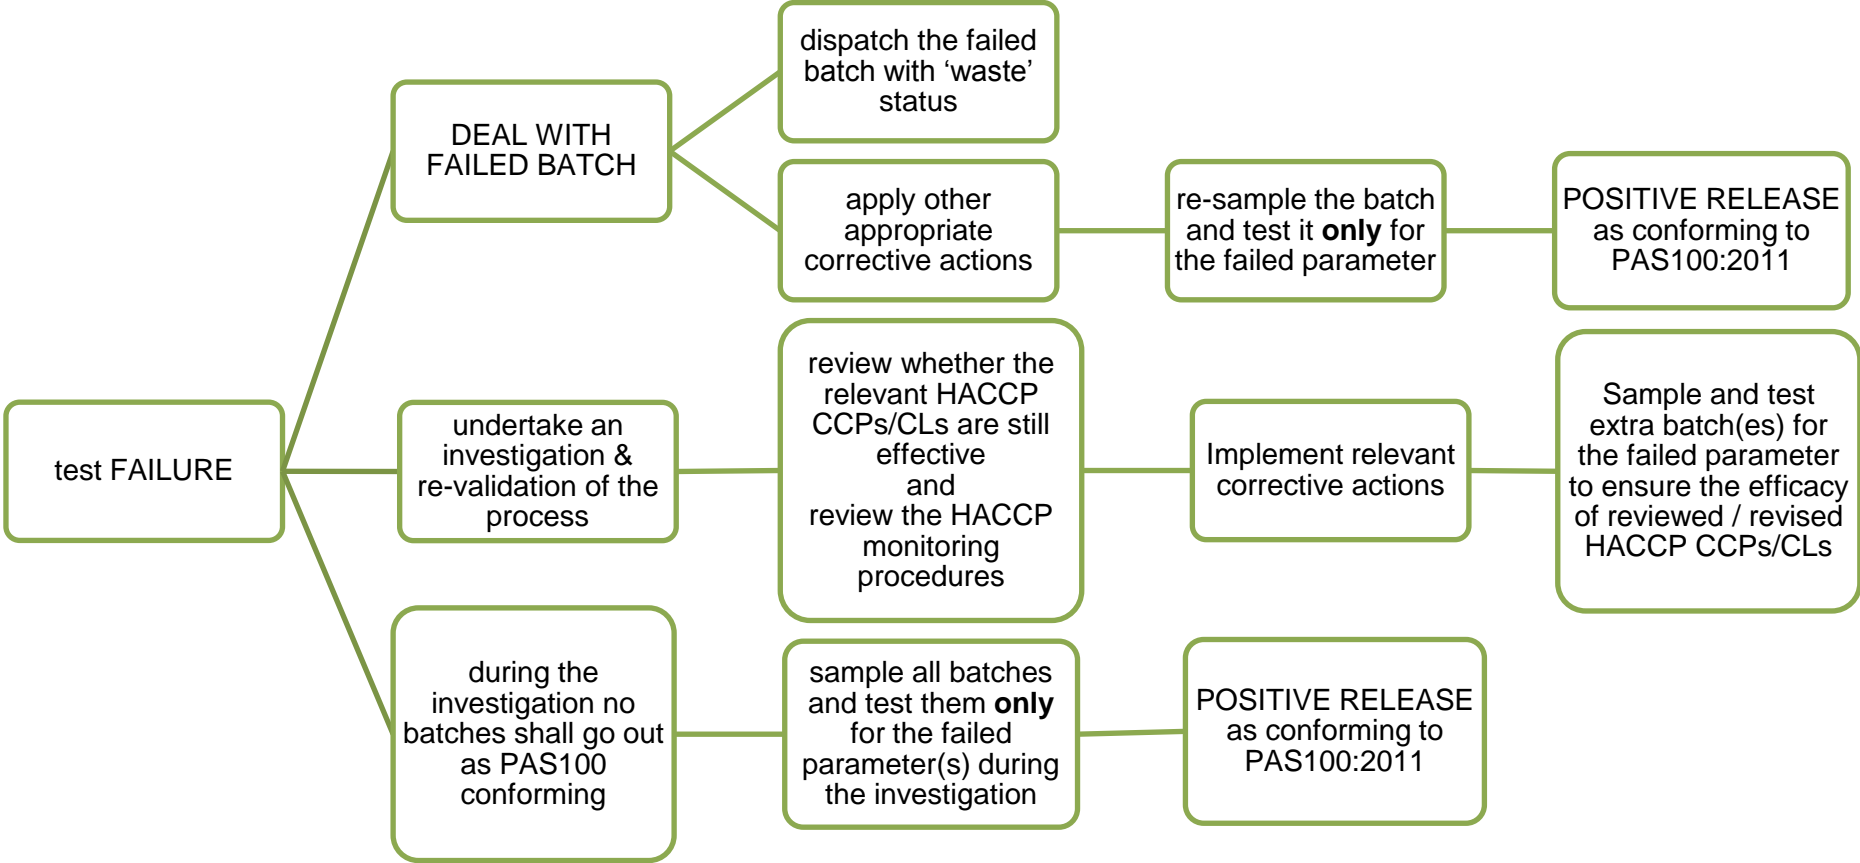 dispatch the failed
batch with ‘waste’
status
DEAL WITH
FAILED BATCH
apply other
appropriate
corrective actions
re-sample the batch
and test it only for
the failed parameter
POSITIVE RELEASE
as conforming to
PAS100:2011
test FAILURE
undertake an
investigation &
re-validation of the
process
review whether the
relevant HACCP
CCPs/CLs are still
effective
and
review the HACCP
monitoring
procedures
Implement relevant
corrective actions
Sample and test
extra batch(es) for
the failed parameter
to ensure the efficacy
of reviewed / revised
HACCP CCPs/CLs
during the
investigation no
batches shall go out
as PAS100
conforming
sample all batches
and test them only
for the failed
parameter(s) during
the investigation
POSITIVE RELEASE
as conforming to
PAS100:2011